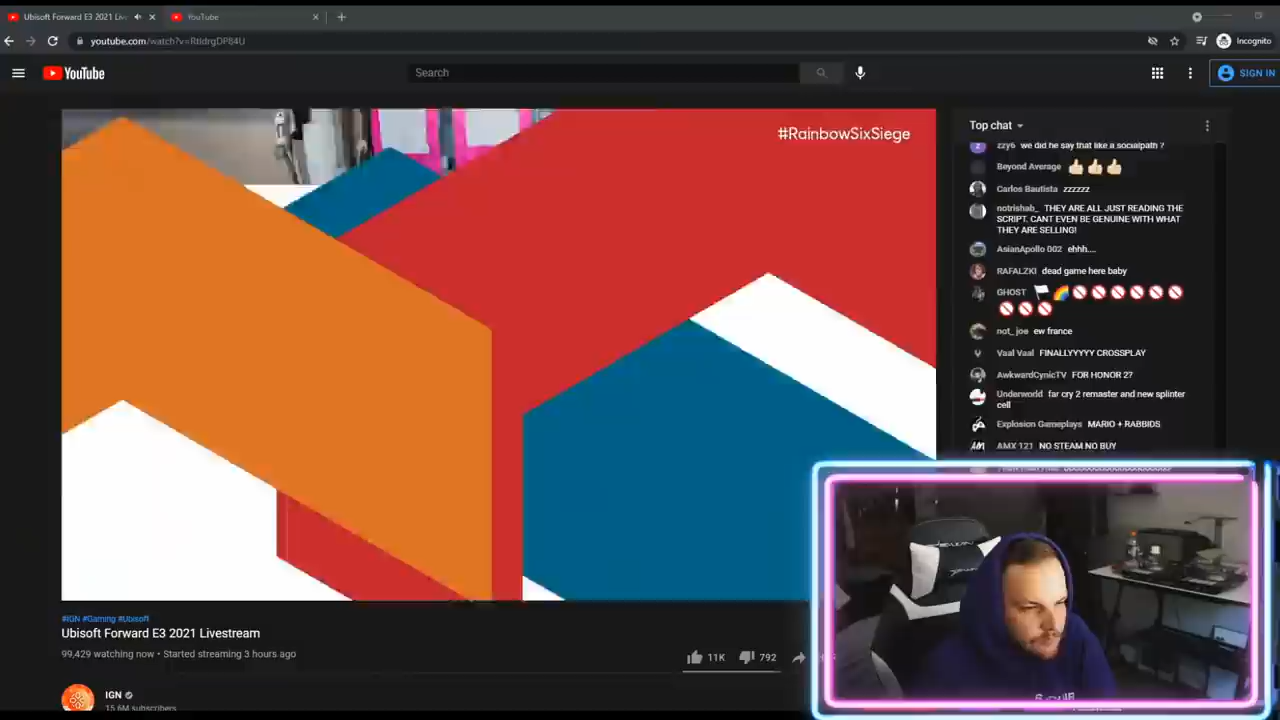 Ubisoft Forward E3 2021 Liv
YouTube
youtube.com/watch?v=RtldrgDP84U
Incognito
YouTube
Search
SIGN IN
#RainbowSixSiege
Top chat
zzy6 we did he say that like a socialpath ?
Beyond Average
Carlos Bautista zzzzzz
notrishab_ THEY ARE ALL JUST READING THE
SCRIPT. CANT EVEN BE GENUINE WITH WHAT
THEY ARE SELLING!
AsianApollo 002 ehhh....
RAFALZKI dead game here baby
GHOST
not_joe ew france
Vaal Vaal FINALLYYYYY CROSSPLAY
AwkwardCynicTV FOR HONOR 2?
Underworld far cry 2 remaster and new splinter
cell
Explosion Gameplays MARIO + RABBIDS
AMX 121 NO STEAM NO BUY
#IGN #Gaming #Ubisoft
Ubisoft Forward E3 2021 Livestream
99,429 watching now • Started streaming 3 hours ago
11K
792
IGN
15.6M subscribers